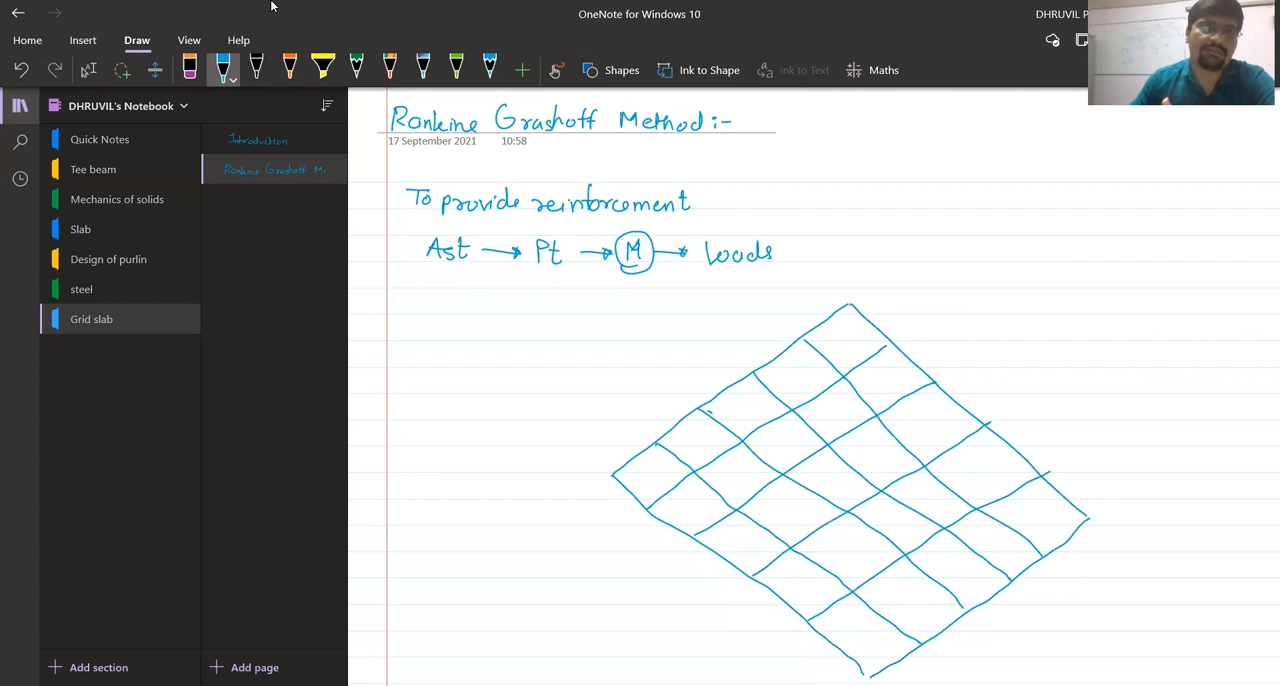 OneNote for Windows 10
DHRUVIL P
Home Insert Draw View Help
Shapes Ink to Shape Ink to Text Maths
DHRUVIL's Notebook
Quick Notes
Tee beam
Mechanics of solids
Slab
Design of purlin
steel
Grid slab
Introduction
Rankine Grashoff Mi
Add section
Add page
Rankine Grashoff Method:-
17 September 2021 10:58
To provide reinforcement
Ast → Pt → M → Loads